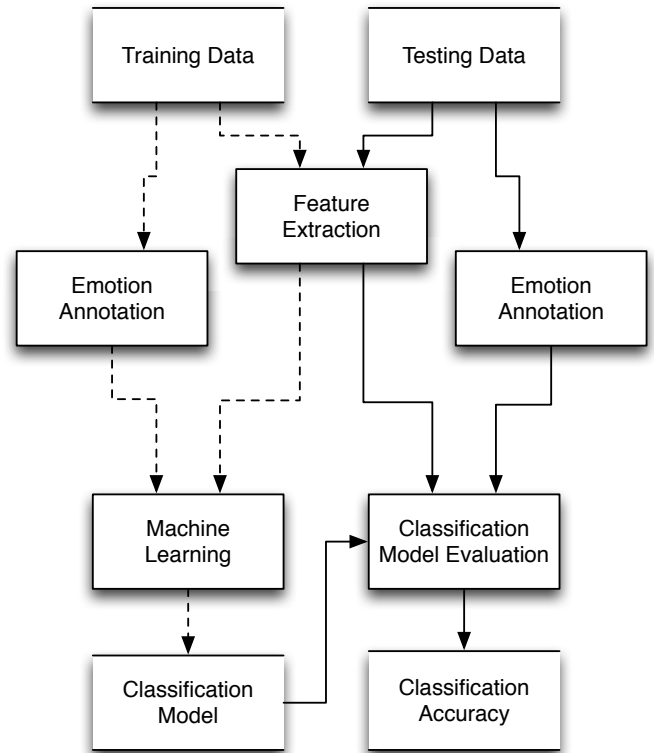 Training Data
Testing Data
Feature
Extraction
Emotion
Annotation
Emotion
Annotation
Machine
Learning
Classification
Model Evaluation
Classification
Model
Classification
Accuracy